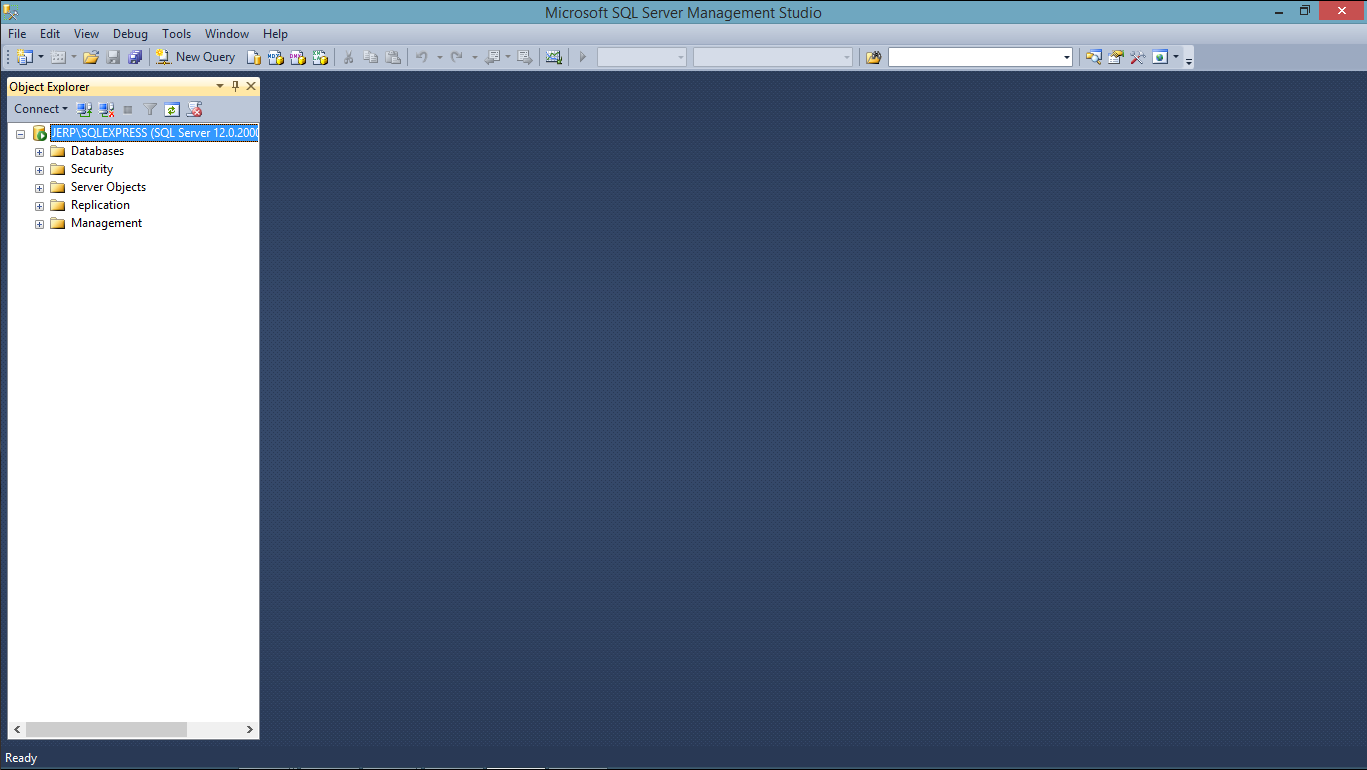 Microsoft SQL Server Management Studio
File Edit View Debug Tools Window Help
New Query
Object Explorer
Connect
JERP\SQLEXPRESS (SQL Server 12.0.2000
Databases
Security
Server Objects
Replication
Management
Ready